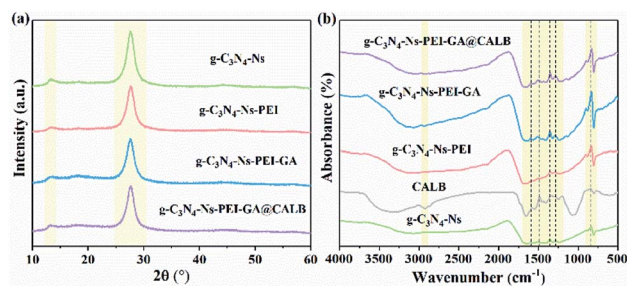 (a)
g-C₃N₄-Ns
g-C₃N₄-Ns-PEI
g-C₃N₄-Ns-PEI-GA
g-C₃N₄-Ns-PEI-GA@CALB
Intensity (a.u.)
10 20 30 40 50 60
2θ (°)
(b)
g-C₃N₄-Ns-PEI-GA@CALB
g-C₃N₄-Ns-PEI-GA
g-C₃N₄-Ns-PEI
CALB
g-C₃N₄-Ns
Absorbance (%)
4000 3500 3000 2500 2000 1500 1000 500
Wavenumber (cm⁻¹)